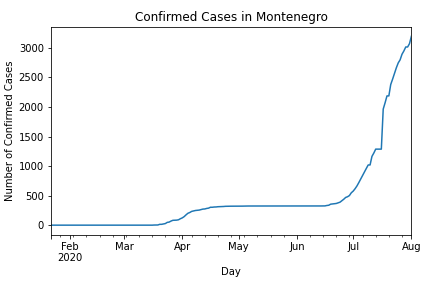 Confirmed Cases in Montenegro
Number of Confirmed Cases
3000
2500
2000
1500
1000
500
0
Feb Mar Apr May Jun Jul Aug
2020
Day